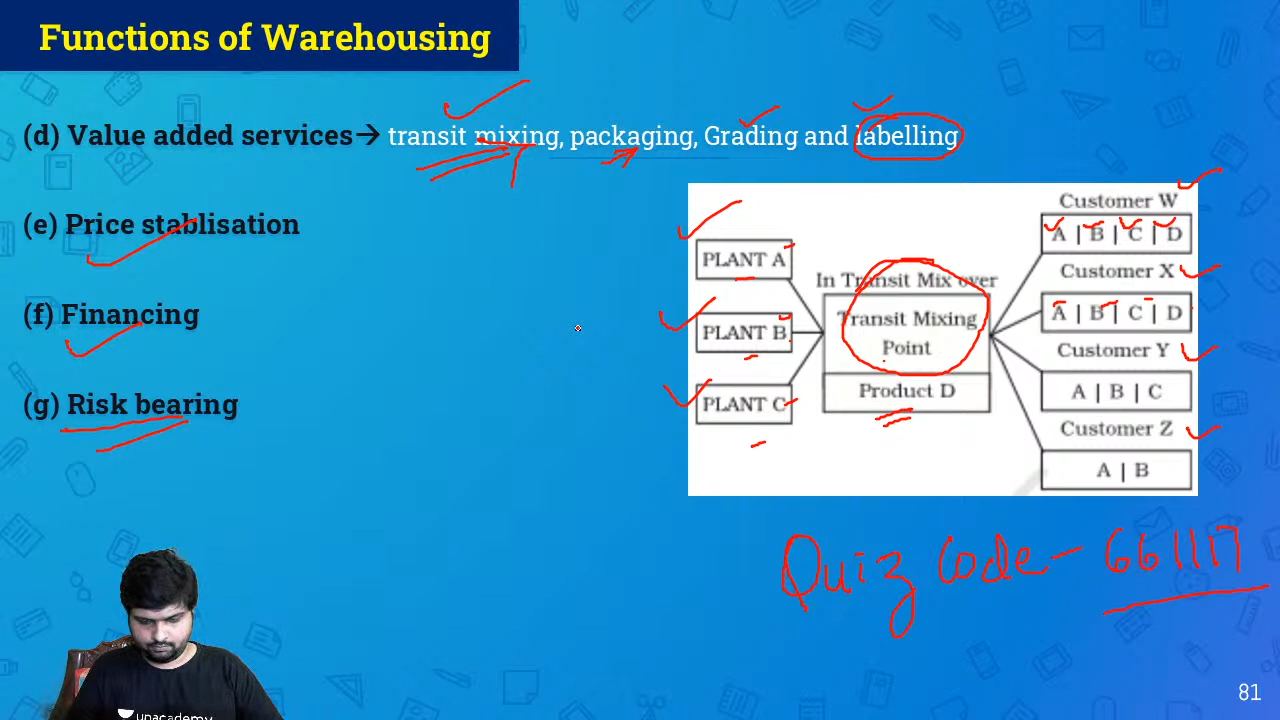 Functions of Warehousing
(d) Value added services→ transit mixing, packaging, Grading and labelling
(e) Price stablisation
(f) Financing
(g) Risk bearing
PLANT A
PLANT B
PLANT C
In Transit Mix over
Transit Mixing
Point
Product D
Customer W
A | B | C | D
Customer X
A | B | C | D
Customer Y
A | B | C
Customer Z
A | B
Quiz code - 661117
unacademy
81